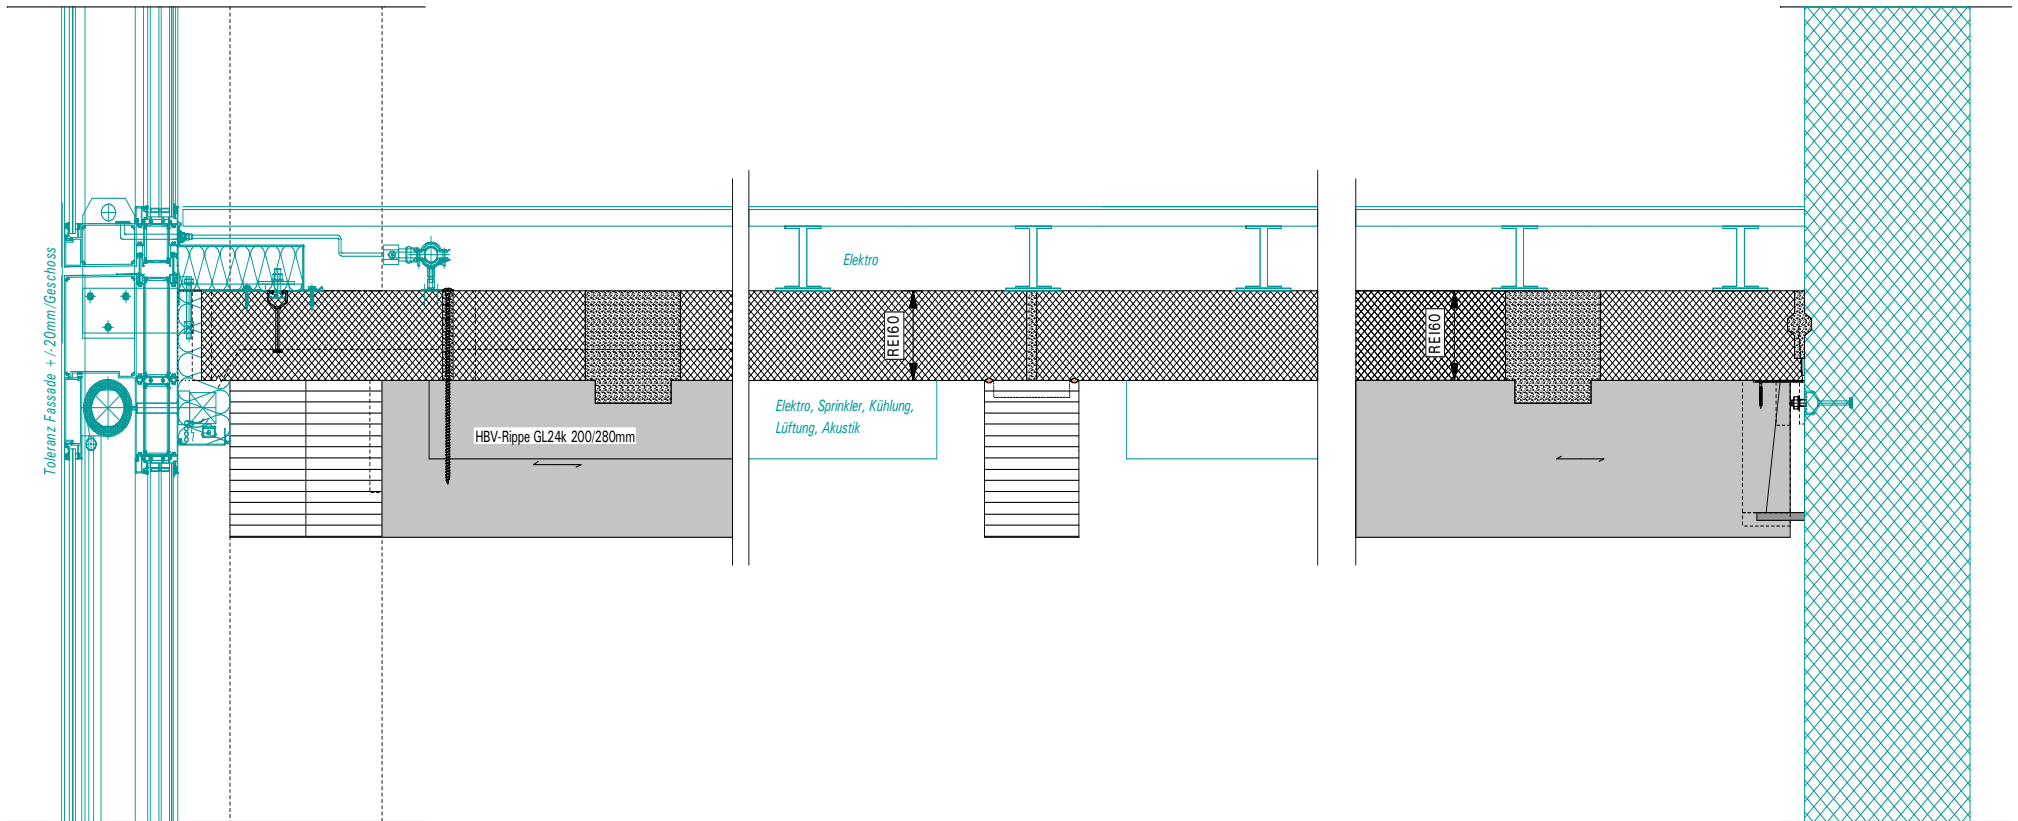 Toleranz Fassade +/-20mm/Geschoss
Elektro
REI60
REI60
Elektro, Sprinkler, Kühlung,
Lüftung, Akustik
HBV-Rippe GL24k 200/280mm